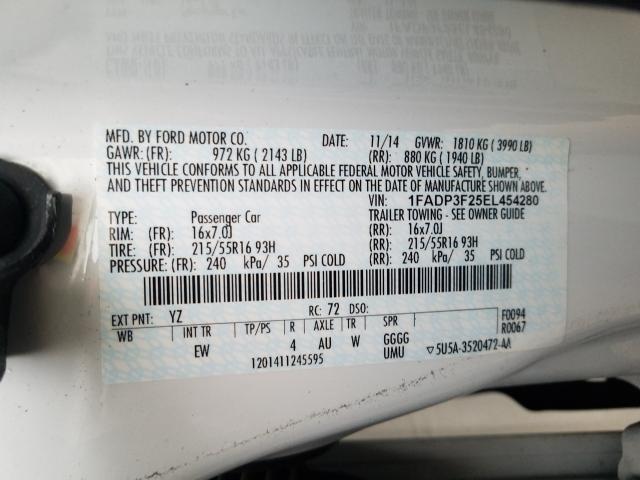 MFD. BY FORD MOTOR CO. DATE: 11/14 GVWR: 1810 KG ( 3990 LB)
GAWR: (FR): 972 KG ( 2143 LB) (RR): 880 KG ( 1940 LB)
THIS VEHICLE CONFORMS TO ALL APPLICABLE FEDERAL MOTOR VEHICLE SAFETY, BUMPER,
AND THEFT PREVENTION STANDARDS IN EFFECT ON THE DATE OF MANUFACTURE SHOWN ABOVE.
VIN: 1FADP3F25EL454280
TYPE: Passenger Car TRAILER TOWING - SEE OWNER GUIDE
RIM: (FR): 16x7.0J (RR): 16x7.0J
TIRE: (FR): 215/55R16 93H (RR): 215/55R16 93H
PRESSURE: (FR): 240 kPa/ 35 PSI COLD (RR): 240 kPa/ 35 PSI COLD
EXT PNT: YZ RC: 72 DSO: F0094
WB INT TR TP/PS R AXLE TR SPR R0067
EW 4 AU W GGGG
1201411245595 UMU ▽5U5A-3520472-AA